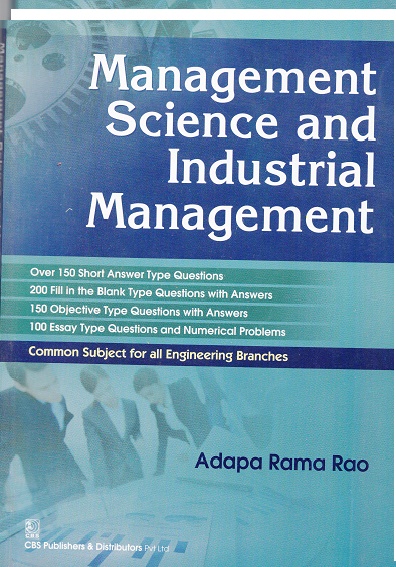 Management
Science and
Industrial
Management
Over 150 Short Answer Type Questions
200 Fill in the Blank Type Questions with Answers
150 Objective Type Questions with Answers
100 Essay Type Questions and Numerical Problems
Common Subject for all Engineering Branches
Adapa Rama Rao
CBS
CBS Publishers & Distributors Pvt Ltd